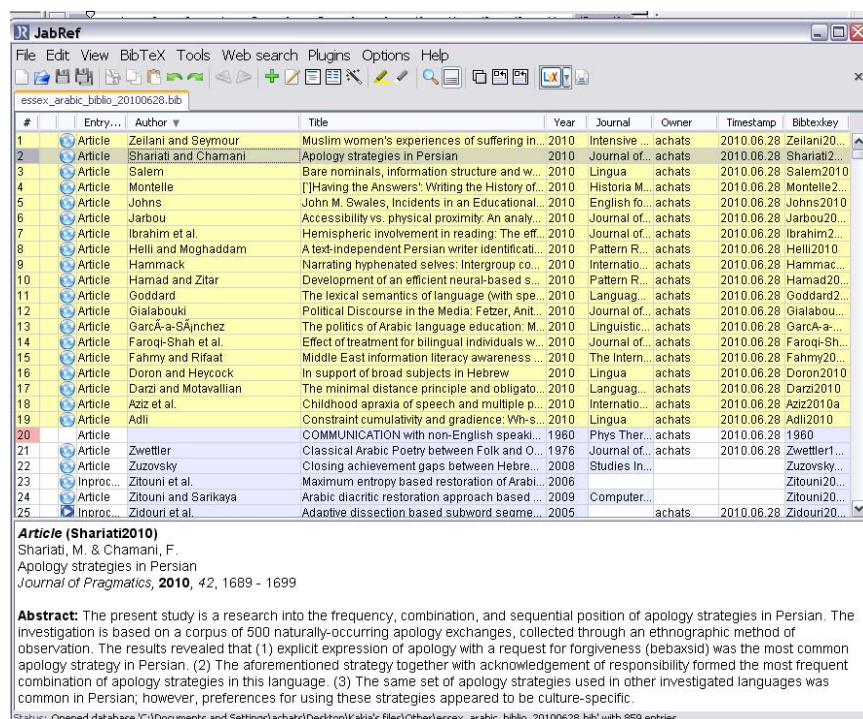 JabRef
File Edit View BibTeX Tools Web search Plugins Options Help
essex_arabic_biblio_20100628.bib
# Entry... Author Title Year Journal Owner Timestamp Bibtexkey
1 Article Zeilani and Seymour Muslim women's experiences of suffering in... 2010 Intensive ... achats 2010.06.28 Zeilani20...
2 Article Shariati and Chamani Apology strategies in Persian 2010 Journal of... achats 2010.06.28 Shariati2...
3 Article Salem Bare nominals, information structure and w... 2010 Lingua achats 2010.06.28 Salem2010
4 Article Montelle [']Having the Answers': Writing the History of... 2010 Historia M... achats 2010.06.28 Montelle2...
5 Article Johns John M. Swales, Incidents in an Educational... 2010 English fo... achats 2010.06.28 Johns2010
6 Article Jarbou Accessibility vs. physical proximity: An analy... 2010 Journal of... achats 2010.06.28 Jarbou20...
7 Article Ibrahim et al. Hemispheric involvement in reading: The eff... 2010 Journal of... achats 2010.06.28 Ibrahim2...
8 Article Helli and Moghaddam A text-independent Persian writer identificati... 2010 Pattern R... achats 2010.06.28 Helli2010
9 Article Hammack Narrating hyphenated selves: Intergroup co... 2010 Internatio... achats 2010.06.28 Hammac...
10 Article Hamad and Zitar Development of an efficient neural-based s... 2010 Pattern R... achats 2010.06.28 Hamad20...
11 Article Goddard The lexical semantics of language (with spe... 2010 Languag... achats 2010.06.28 Goddard2...
12 Article Gialabouki Political Discourse in the Media: Fetzer, Anit... 2010 Journal of... achats 2010.06.28 Gialabou...
13 Article GarcÃ-a-SÃ¡nchez The politics of Arabic language education: M... 2010 Linguistic... achats 2010.06.28 GarcÃ-a-...
14 Article Faroqi-Shah et al. Effect of treatment for bilingual individuals w... 2010 Journal of... achats 2010.06.28 Faroqi-Sh...
15 Article Fahmy and Rifaat Middle East information literacy awareness ... 2010 The Intern... achats 2010.06.28 Fahmy20...
16 Article Doron and Heycock In support of broad subjects in Hebrew 2010 Lingua achats 2010.06.28 Doron2010
17 Article Darzi and Motavallian The minimal distance principle and obligato... 2010 Languag... achats 2010.06.28 Darzi2010
18 Article Aziz et al. Childhood apraxia of speech and multiple p... 2010 Internatio... achats 2010.06.28 Aziz2010a
19 Article Adli Constraint cumulativity and gradience: Wh-s... 2010 Lingua achats 2010.06.28 Adli2010
20 Article COMMUNICATION with non-English speaki... 1960 Phys Ther... achats 2010.06.28 1960
21 Article Zwettler Classical Arabic Poetry between Folk and O... 1976 Journal of... achats 2010.06.28 Zwettler1...
22 Article Zuzovsky Closing achievement gaps between Hebre... 2008 Studies In... Zuzovsky...
23 Inproc... Zitouni et al. Maximum entropy based restoration of Arabi... 2006 Zitouni20...
24 Article Zitouni and Sarikaya Arabic diacritic restoration approach based ... 2009 Computer... Zitouni20...
25 Inproc... Zidouri et al. Adaptive dissection based subword segme... 2005 achats 2010.06.28 Zidouri20...
Article (Shariati2010)
Shariati, M. & Chamani, F.
Apology strategies in Persian
Journal of Pragmatics, 2010, 42, 1689 - 1699
Abstract: The present study is a research into the frequency, combination, and sequential position of apology strategies in Persian. The
investigation is based on a corpus of 500 naturally-occurring apology exchanges, collected through an ethnographic method of
observation. The results revealed that (1) explicit expression of apology with a request for forgiveness (bebaxsid) was the most common
apology strategy in Persian. (2) The aforementioned strategy together with acknowledgement of responsibility formed the most frequent
combination of apology strategies in this language. (3) The same set of apology strategies used in other investigated languages was
common in Persian; however, preferences for using these strategies appeared to be culture-specific.
Status: Opened database 'C:\Documents and Settings\achats\Desktop\Kakia's files\Other\essex_arabic_biblio_20100628.bib' with 859 entries.